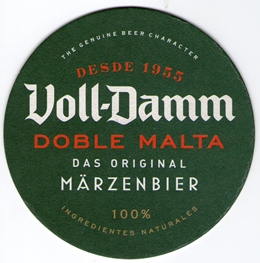 THE GENUINE BEER CHARACTER
DESDE 1955
Voll-Damm
DOBLE MALTA
DAS ORIGINAL
MÄRZENBIER
100%
INGREDIENTES NATURALES